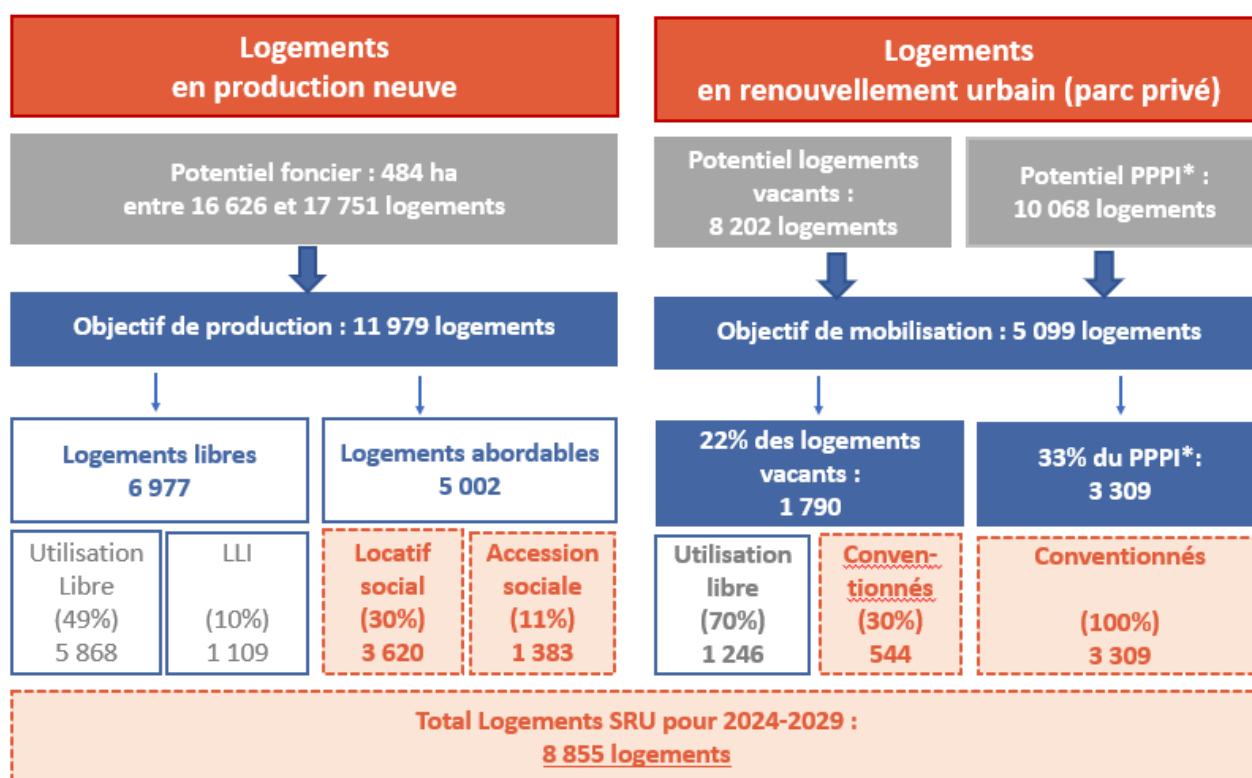 Logements
en production neuve
Potentiel foncier : 484 ha
entre 16 626 et 17 751 logements
Objectif de production : 11 979 logements
Logements libres
6 977
Logements abordables
5 002
Utilisation
Libre
(49%)
5 868
LLI
(10%)
1 109
Locatif
social
(30%)
3 620
Accession
sociale
(11%)
1 383
Logements
en renouvellement urbain (parc privé)
Potentiel logements
vacants :
8 202 logements
Potentiel PPPI* :
10 068 logements
Objectif de mobilisation : 5 099 logements
22% des logements
vacants :
1 790
33% du PPPI*:
3 309
Utilisation
libre
(70%)
1 246
Conven-
tionnés
(30%)
544
Conventionnés
(100%)
3 309
Total Logements SRU pour 2024-2029 :
8 855 logements